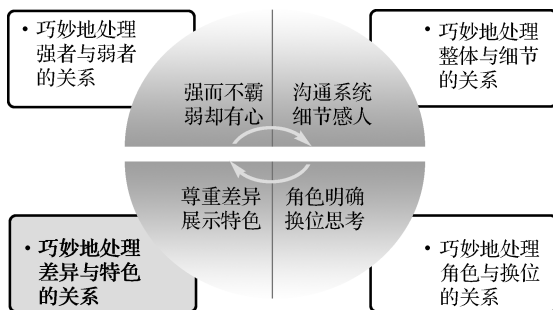 • 巧妙地处理
强者与弱者
的关系
• 巧妙地处理
整体与细节
的关系
强而不霸
弱却有心
沟通系统
细节感人
尊重差异
展示特色
角色明确
换位思考
• 巧妙地处理
差异与特色
的关系
• 巧妙地处理
角色与换位
的关系